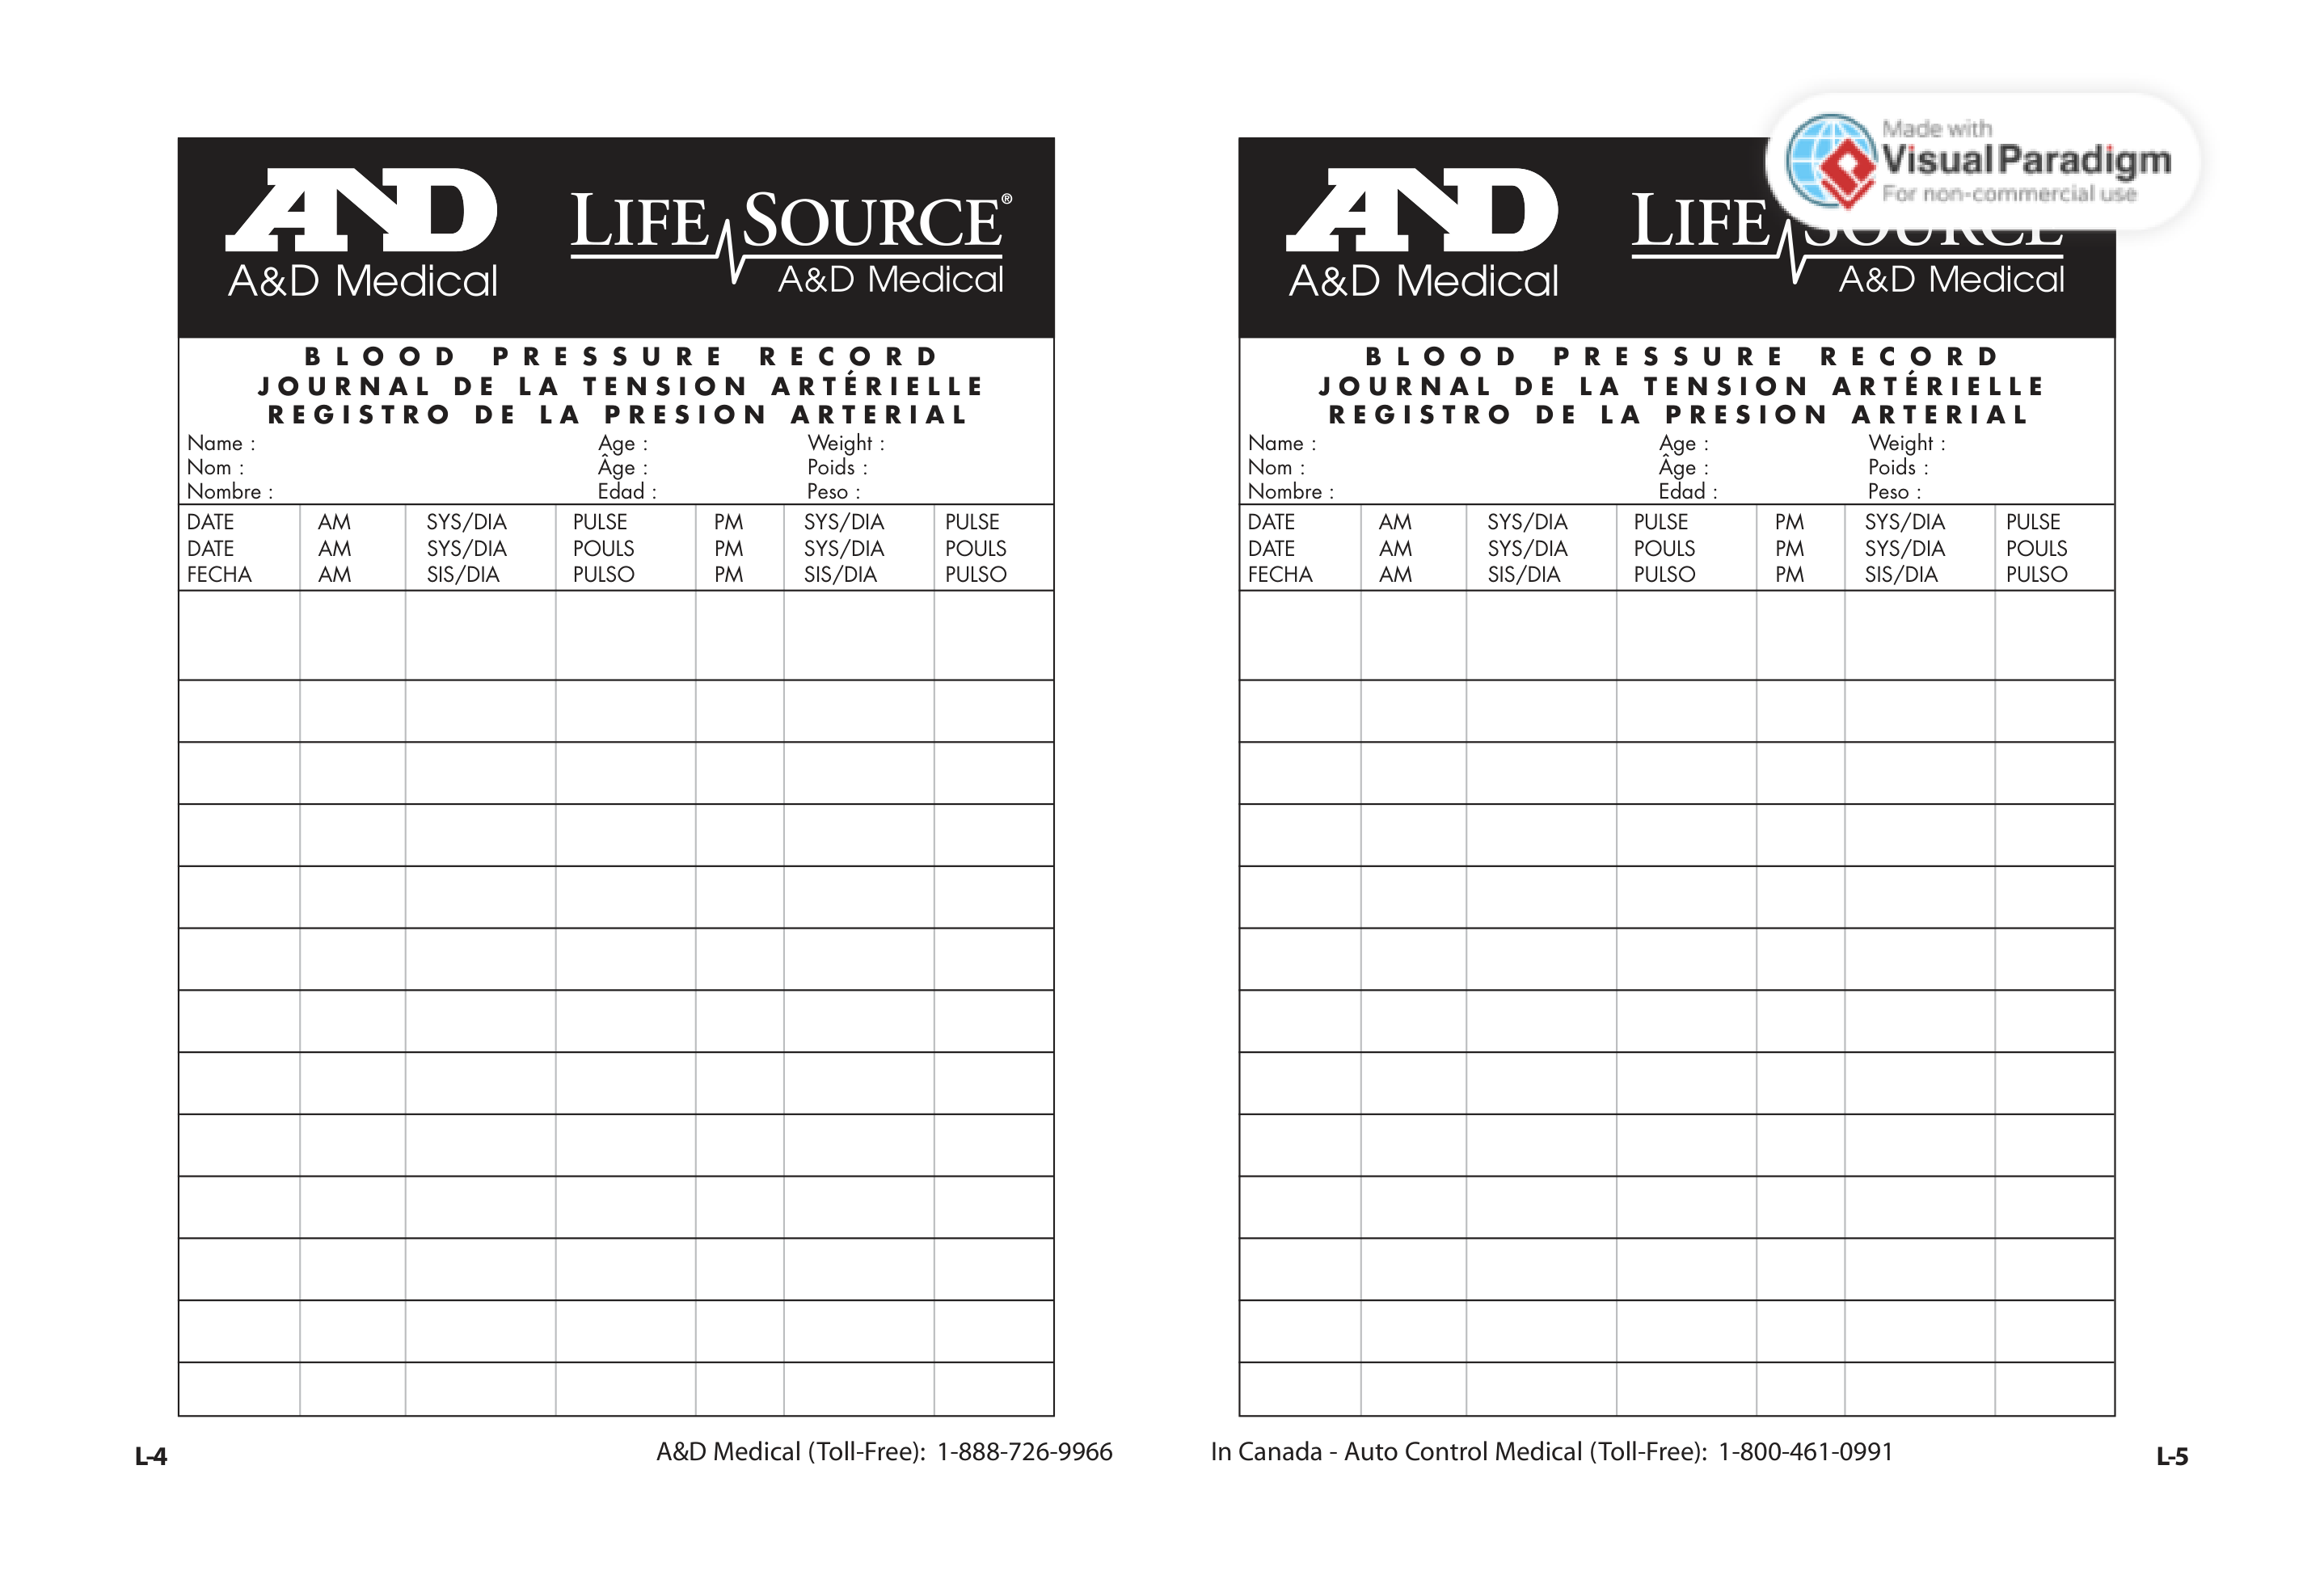 AND
A&D Medical
LIFE SOURCE®
A&D Medical
BLOOD PRESSURE RECORD
JOURNAL DE LA TENSION ARTÉRIELLE
REGISTRO DE LA PRESION ARTERIAL
Name : Age : Weight :
Nom : Âge : Poids :
Nombre : Edad : Peso :
DATE AM SYS/DIA PULSE PM SYS/DIA PULSE
DATE AM SYS/DIA POULS PM SYS/DIA POULS
FECHA AM SIS/DIA PULSO PM SIS/DIA PULSO
L-4
A&D Medical (Toll-Free): 1-888-726-9966
Made with
Visual Paradigm
For non-commercial use
AND
A&D Medical
LIFE SOURCE
A&D Medical
BLOOD PRESSURE RECORD
JOURNAL DE LA TENSION ARTÉRIELLE
REGISTRO DE LA PRESION ARTERIAL
Name : Age : Weight :
Nom : Âge : Poids :
Nombre : Edad : Peso :
DATE AM SYS/DIA PULSE PM SYS/DIA PULSE
DATE AM SYS/DIA POULS PM SYS/DIA POULS
FECHA AM SIS/DIA PULSO PM SIS/DIA PULSO
In Canada - Auto Control Medical (Toll-Free): 1-800-461-0991
L-5